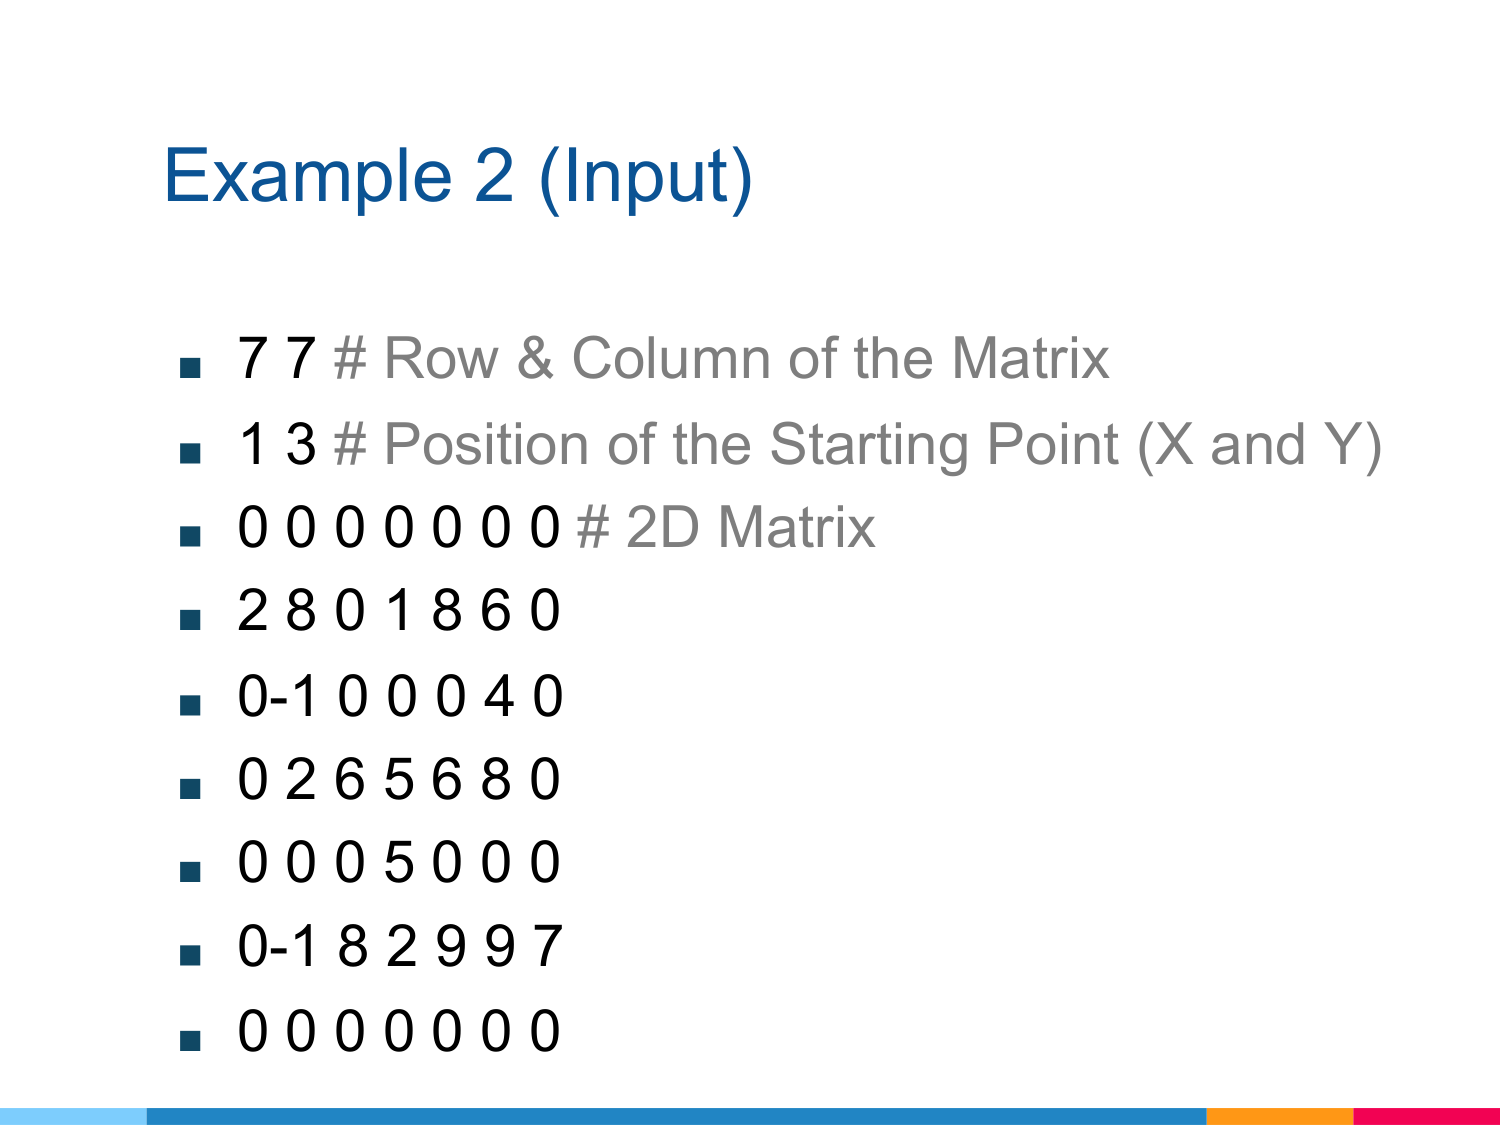 Example 2 (Input)
7 7 # Row & Column of the Matrix
1 3 # Position of the Starting Point (X and Y)
0 0 0 0 0 0 0 # 2D Matrix
2 8 0 1 8 6 0
0-1 0 0 0 4 0
0 2 6 5 6 8 0
0 0 0 5 0 0 0
0-1 8 2 9 9 7
0 0 0 0 0 0 0